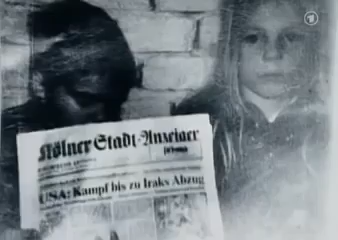 Kölner Stadt-Anzeiger
USA: Kampf bis zu Iraks Abzug